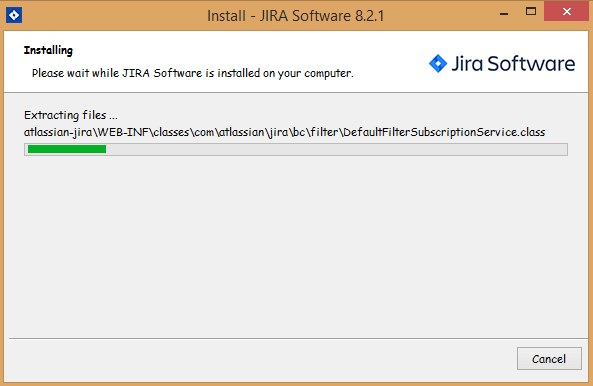 Install - JIRA Software 8.2.1
Installing
Please wait while JIRA Software is installed on your computer.
Jira Software
Extracting files ...
atlassian-jira\WEB-INF\classes\com\atlassian\jira\bc\filter\DefaultFilterSubscriptionService.class
Cancel